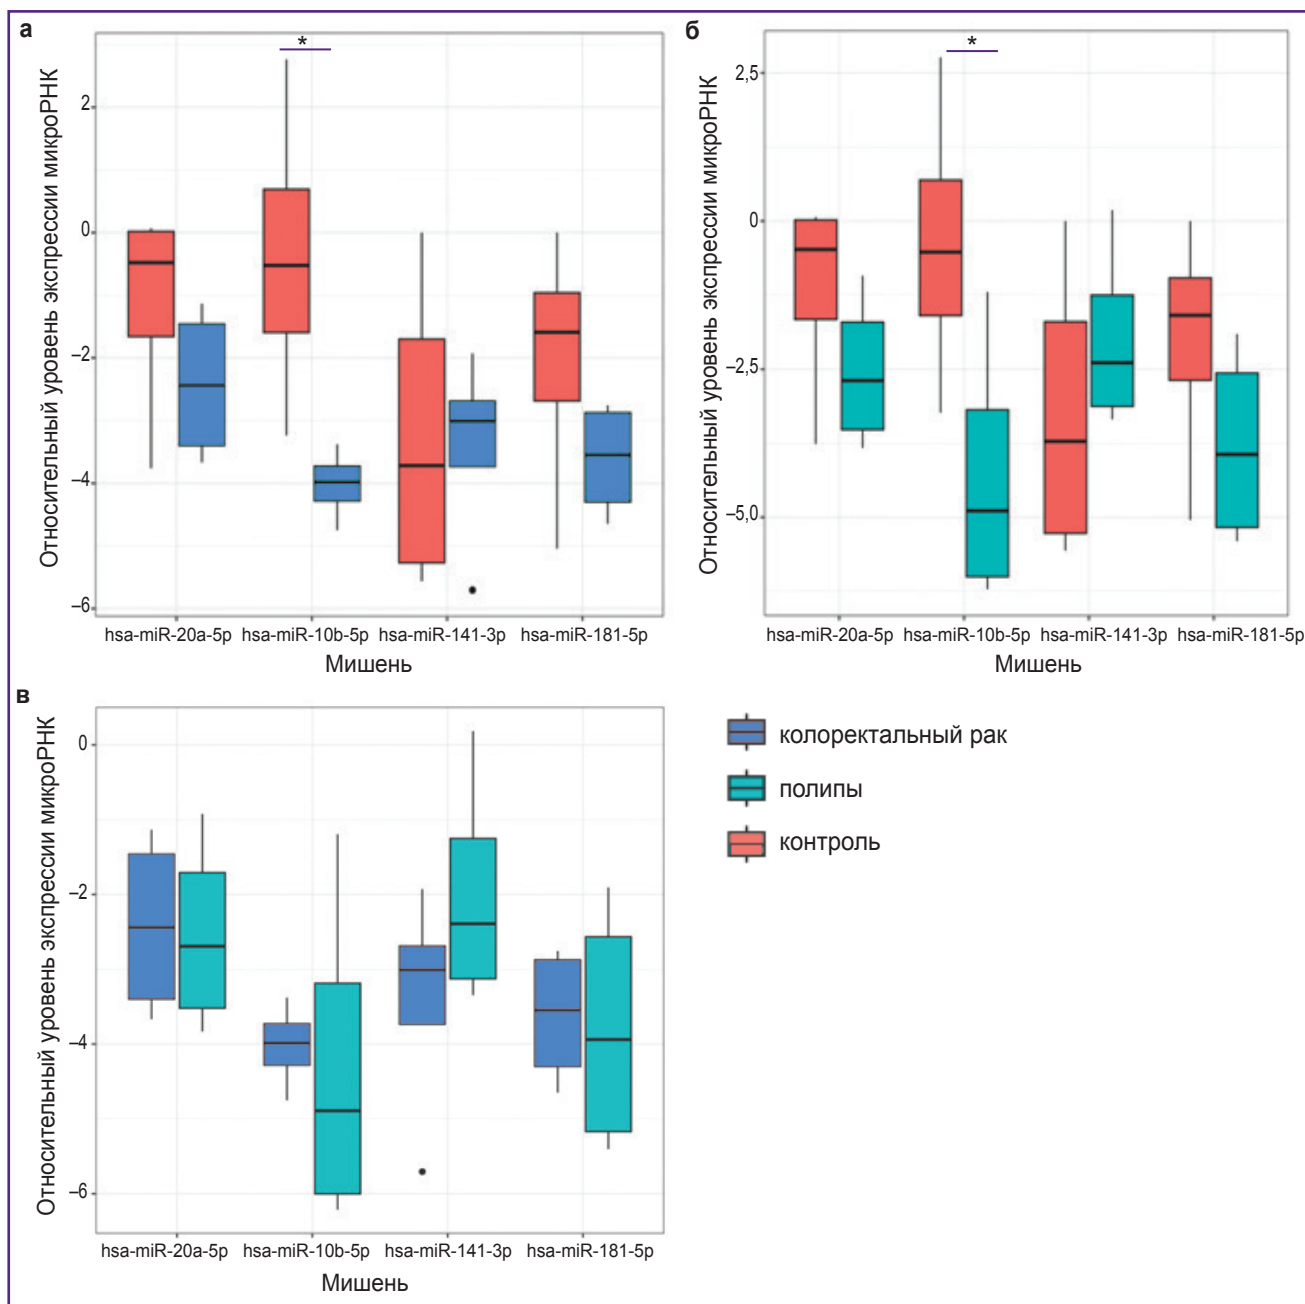 а
*
Относительный уровень экспрессии микроРНК
2
0
–2
–4
–6
hsa-miR-20a-5p hsa-miR-10b-5p hsa-miR-141-3p hsa-miR-181-5p
Мишень
б
*
Относительный уровень экспрессии микроРНК
2,5
0
–2,5
–5,0
hsa-miR-20a-5p hsa-miR-10b-5p hsa-miR-141-3p hsa-miR-181-5p
Мишень
в
Относительный уровень экспрессии микроРНК
0
–2
–4
–6
hsa-miR-20a-5p hsa-miR-10b-5p hsa-miR-141-3p hsa-miR-181-5p
Мишень
колоректальный рак
полипы
контроль